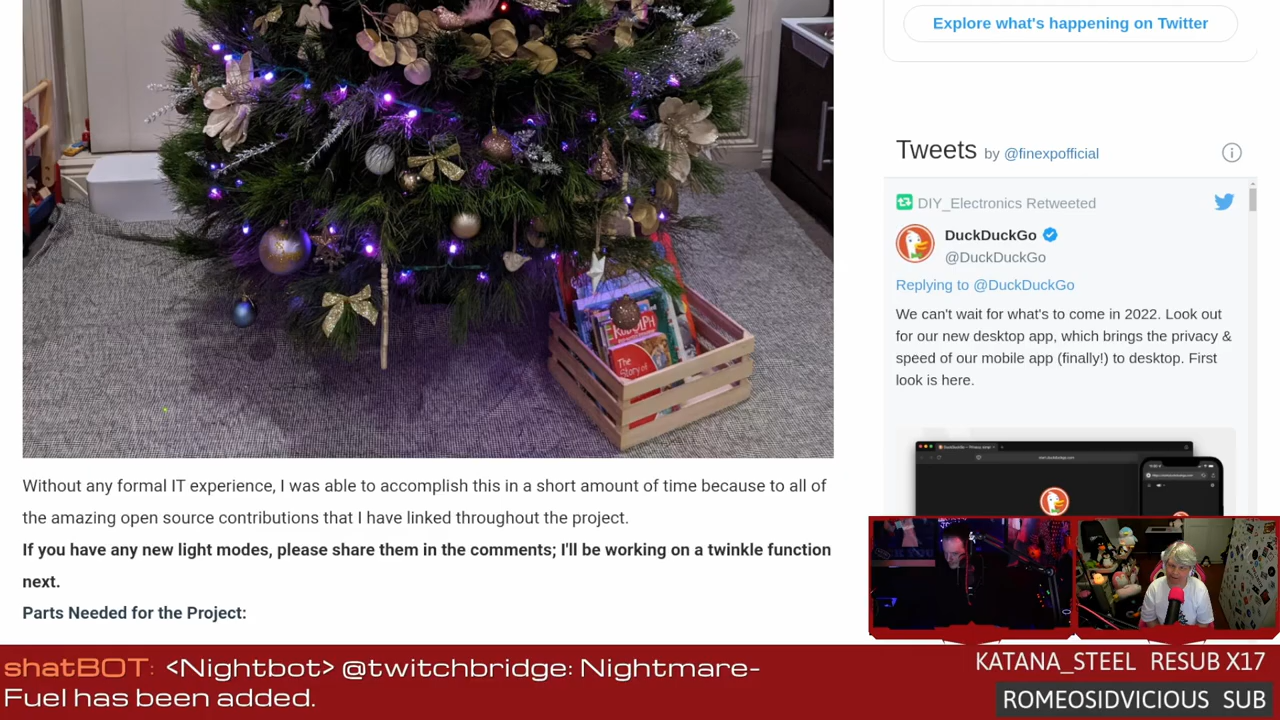 Explore what's happening on Twitter
Tweets by @finexpofficial
DIY_Electronics Retweeted
DuckDuckGo
@DuckDuckGo
Replying to @DuckDuckGo
We can't wait for what's to come in 2022. Look out
for our new desktop app, which brings the privacy &
speed of our mobile app (finally!) to desktop. First
look is here.
RUDOLPH
The
Story of
Without any formal IT experience, I was able to accomplish this in a short amount of time because to all of
the amazing open source contributions that I have linked throughout the project.
If you have any new light modes, please share them in the comments; I'll be working on a twinkle function
next.
Parts Needed for the Project:
shatBOT: <Nightbot> @twitchbridge: Nightmare-
Fuel has been added.
KATANA_STEEL RESUB X17
ROMEOSIDVICIOUS SUB